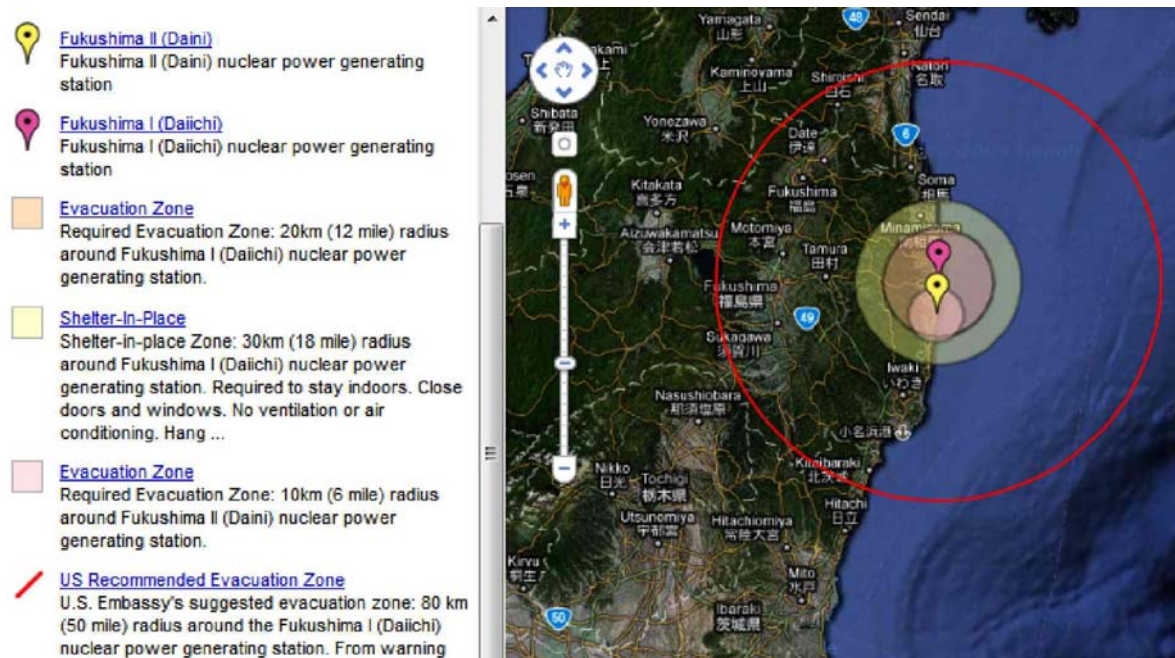 Fukushima II (Daini)
Fukushima II (Daini) nuclear power generating
station
Fukushima I (Daiichi)
Fukushima I (Daiichi) nuclear power generating
station
Evacuation Zone
Required Evacuation Zone: 20km (12 mile) radius
around Fukushima I (Daiichi) nuclear power
generating station.
Shelter-In-Place
Shelter-in-place Zone: 30km (18 mile) radius
around Fukushima I (Daiichi) nuclear power
generating station. Required to stay indoors. Close
doors and windows. No ventilation or air
conditioning. Hang ...
Evacuation Zone
Required Evacuation Zone: 10km (6 mile) radius
around Fukushima II (Daini) nuclear power
generating station.
US Recommended Evacuation Zone
U.S. Embassy's suggested evacuation zone: 80 km
(50 mile) radius around the Fukushima I (Daiichi)
nuclear power generating station. From warning
Yamagata
山形
48
Sendai
仙台
Kaminoyama
上山
Shiroishi
白石
Natori
名取
Shibata
新発田
Yonezawa
米沢
Date
伊達
6
Kitakata
喜多方
Fukushima
福島
Soma
相馬
Aizuwakamatsu
会津若松
Motomiya
本宮
Tamura
田村
Minamisoma
Fukushima
福島県
49
Sukagawa
須賀川
Iwaki
いわき
Nasushiobara
那須塩原
小名浜港
Nikko
日光
Tochigi
栃木県
Kitaibaraki
北茨城
Utsunomiya
宇都宮
Hitachiomiya
常陸大宮
Hitachi
日立
Kiryu
桐生
Mito
水戸
50
Ibaraki
茨城県